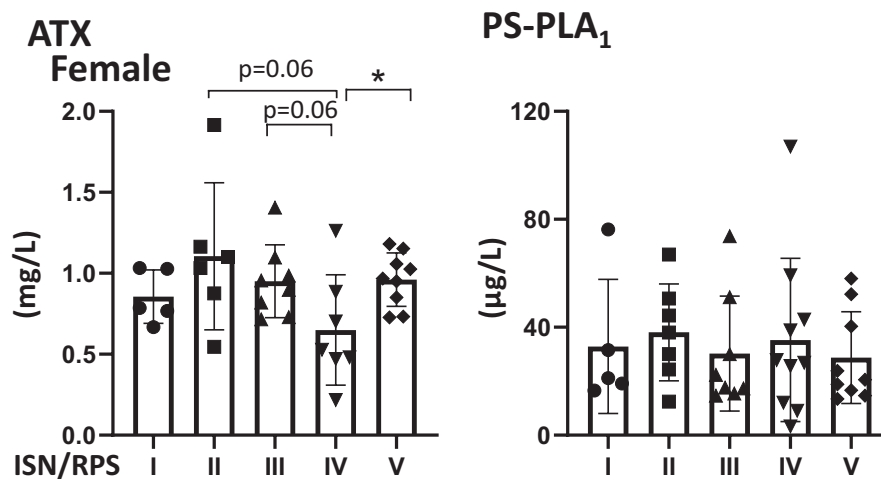 ATX
Female
p=0.06
*
p=0.06
2.0
1.5
1.0
0.5
0.0
(mg/L)
ISN/RPS I II III IV V
PS-PLA₁
120
80
40
0
(µg/L)
I II III IV V